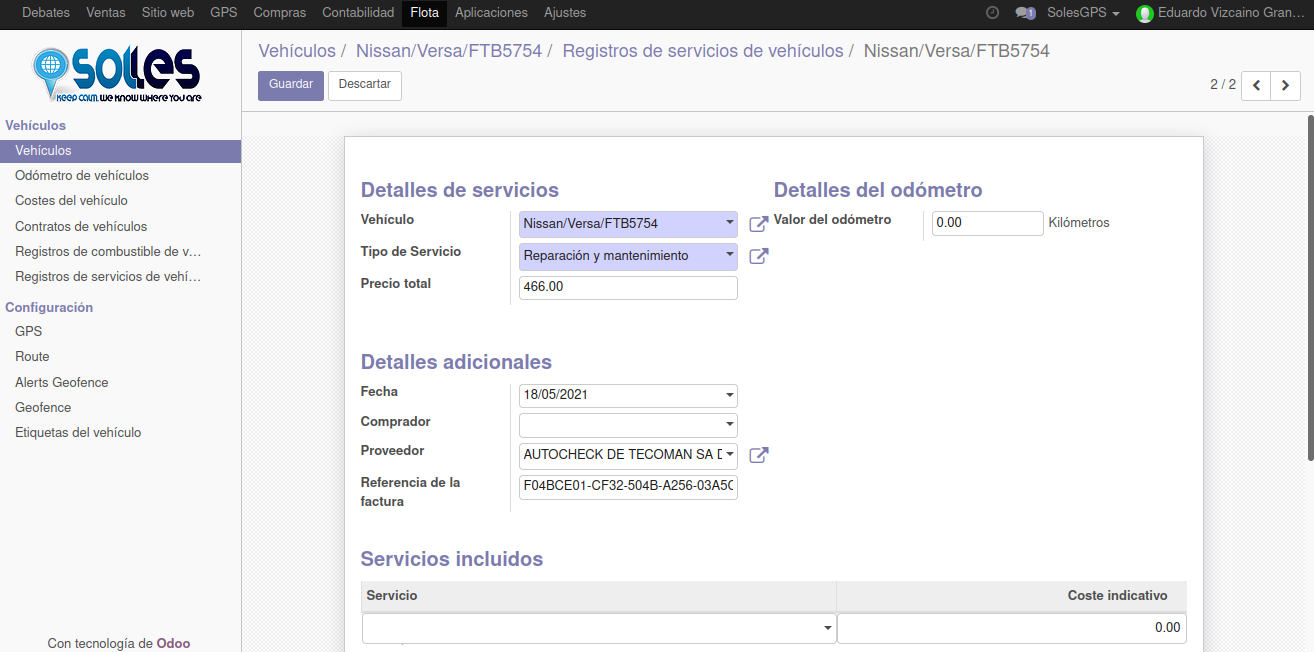 Debates Ventas Sitio web GPS Compras Contabilidad Flota Aplicaciones Ajustes 1 SolesGPS Eduardo Vizcaino Gran...
solles
KEEP CALM, WE KNOW WHERE YOU ARE
Vehículos
Vehículos
Odómetro de vehículos
Costes del vehículo
Contratos de vehículos
Registros de combustible de v...
Registros de servicios de vehí...
Configuración
GPS
Route
Alerts Geofence
Geofence
Etiquetas del vehículo
Con tecnología de Odoo
Vehículos / Nissan/Versa/FTB5754 / Registros de servicios de vehículos / Nissan/Versa/FTB5754
Guardar Descartar 2 / 2
Detalles de servicios
Vehículo Nissan/Versa/FTB5754
Tipo de Servicio Reparación y mantenimiento
Precio total 466.00
Detalles del odómetro
Valor del odómetro 0.00 Kilómetros
Detalles adicionales
Fecha 18/05/2021
Comprador
Proveedor AUTOCHECK DE TECOMAN SA
Referencia de la factura F04BCE01-CF32-504B-A256-03A5
Servicios incluidos
Servicio Coste indicativo
0.00